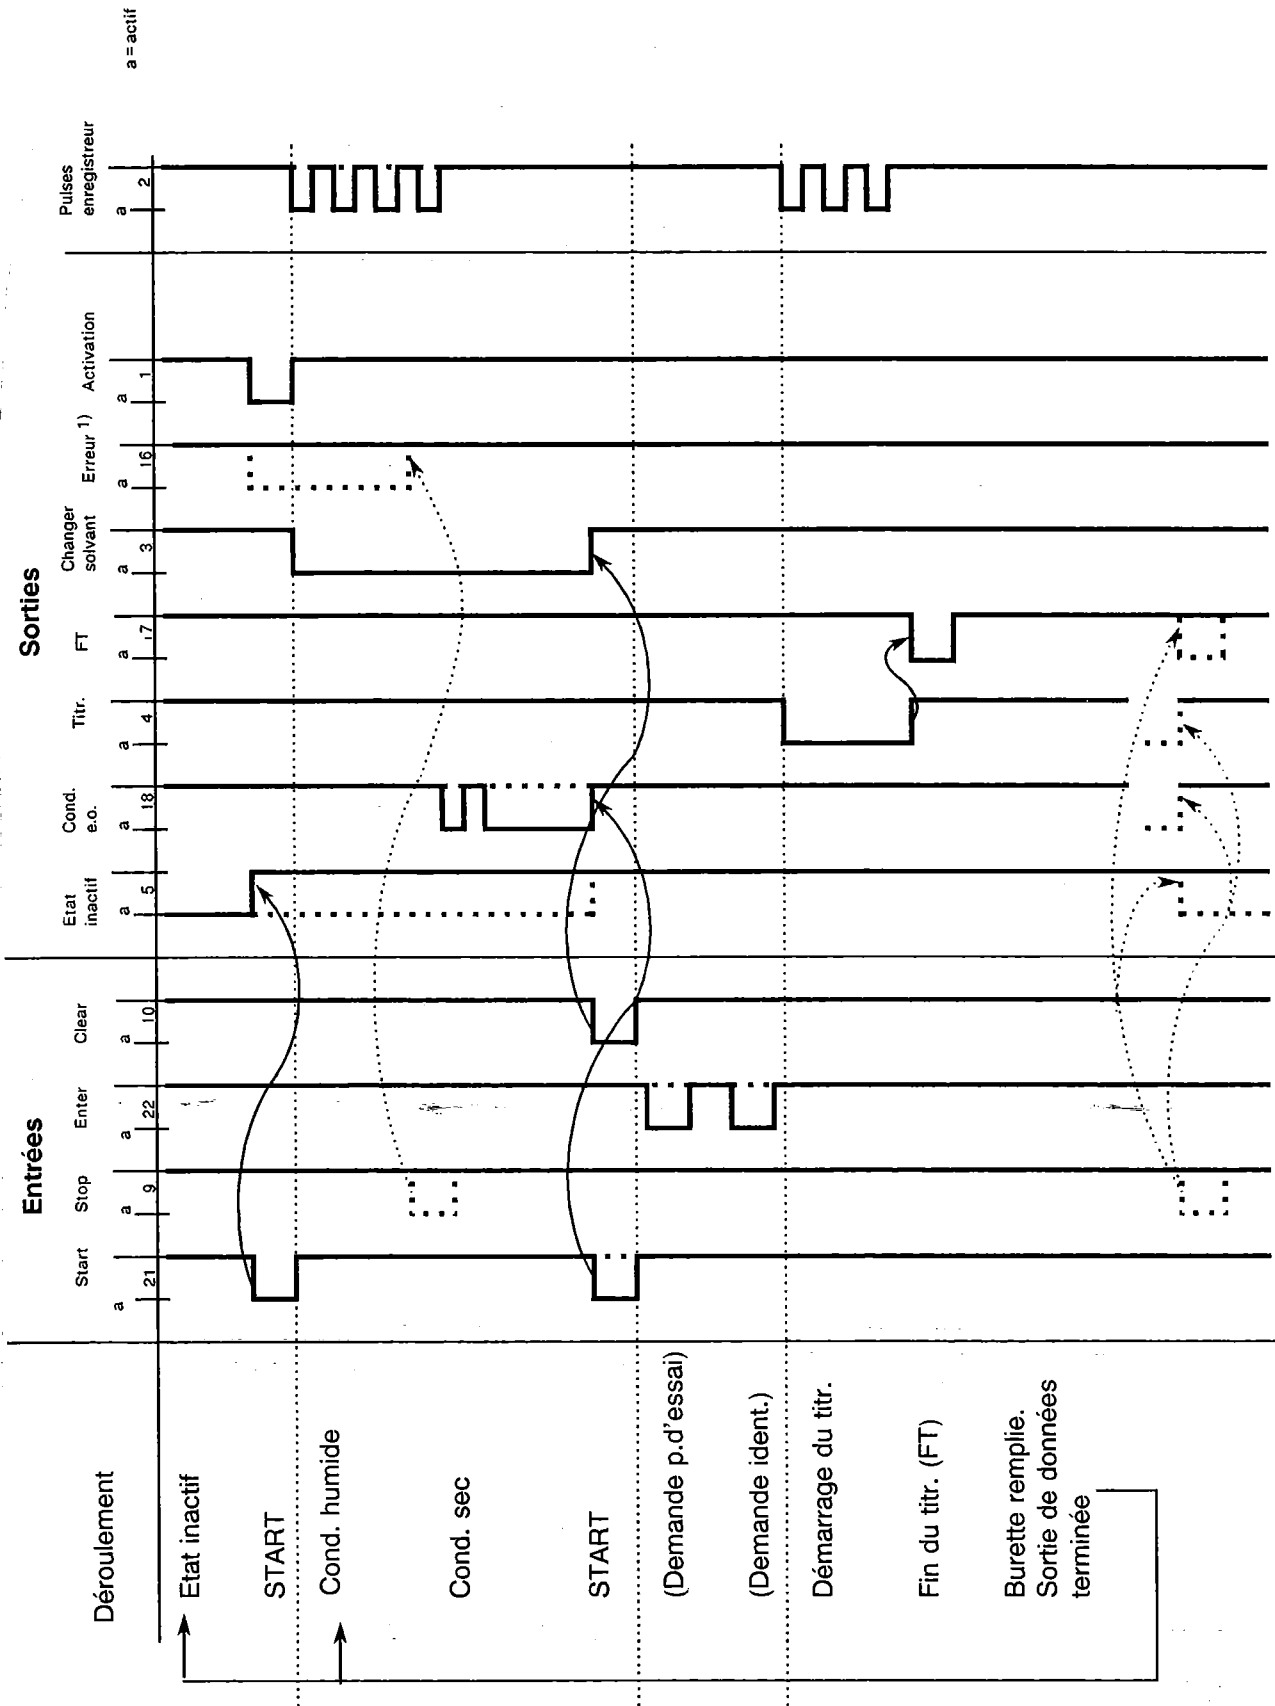 a = actif
Déroulement
Entrées
Sorties
Start
Stop
Enter
Clear
Etat
inactif
Cond.
e.o.
Titr.
FT
Changer
solvant
Erreur 1)
Activation
Pulses
enregistreur
a 21
a 9
a 22
a 10
a 5
a 18
a 4
a
a 3
a 16
a 1
a 2
Etat inactif
START
Cond. humide
Cond. sec
START
(Demande p.d'essai)
(Demande ident.)
Démarrage du titr.
Fin du titr. (FT)
Burette remplie.
Sortie de données
terminée